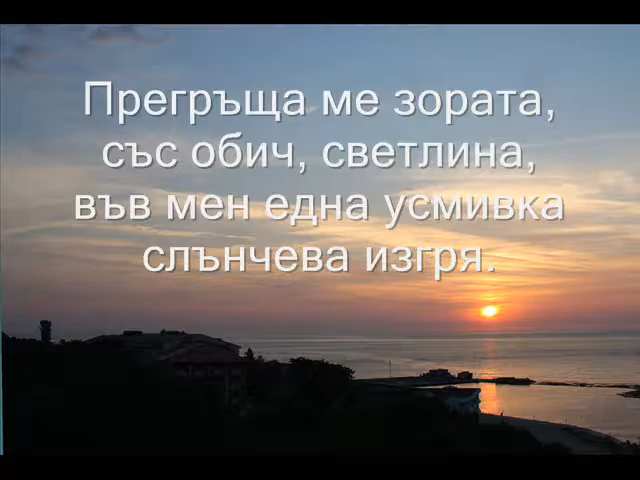 Прегръща ме зората,
със обич, светлина,
във мен една усмивка
слънчева изгря.